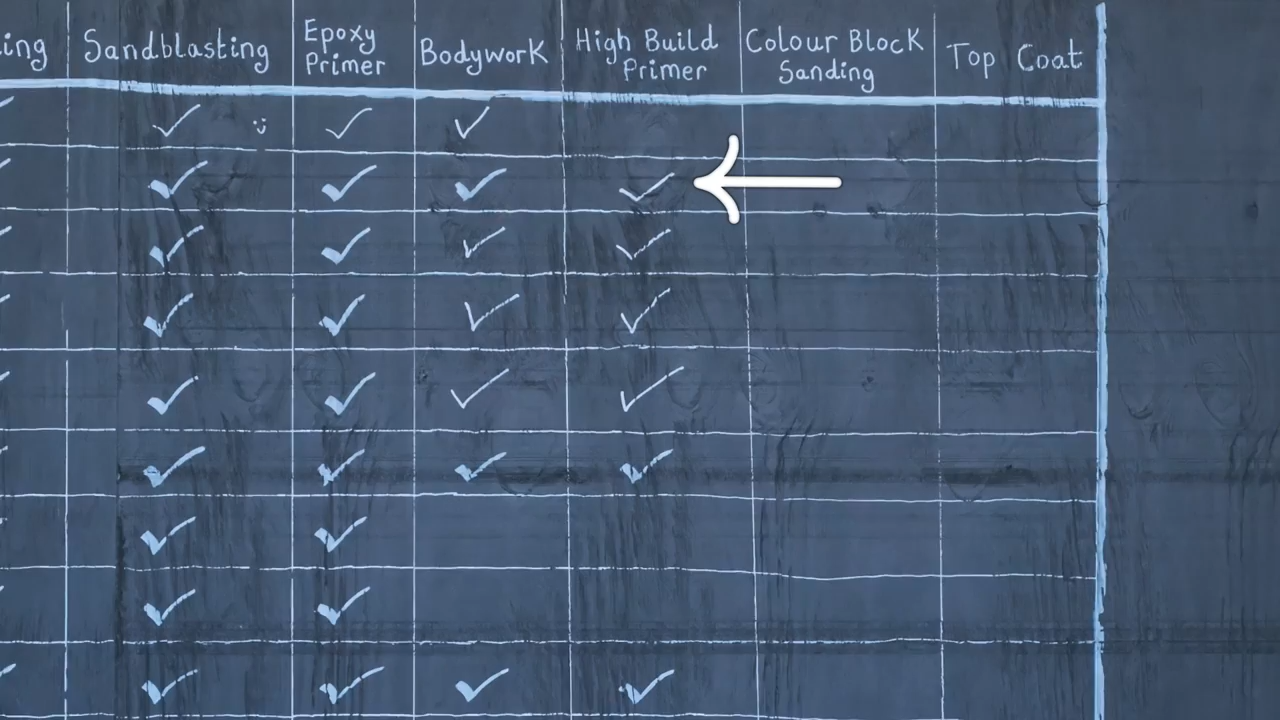 ing
Sandblasting
Epoxy
Primer
Bodywork
High Build
Primer
Colour Block
Sanding
Top Coat